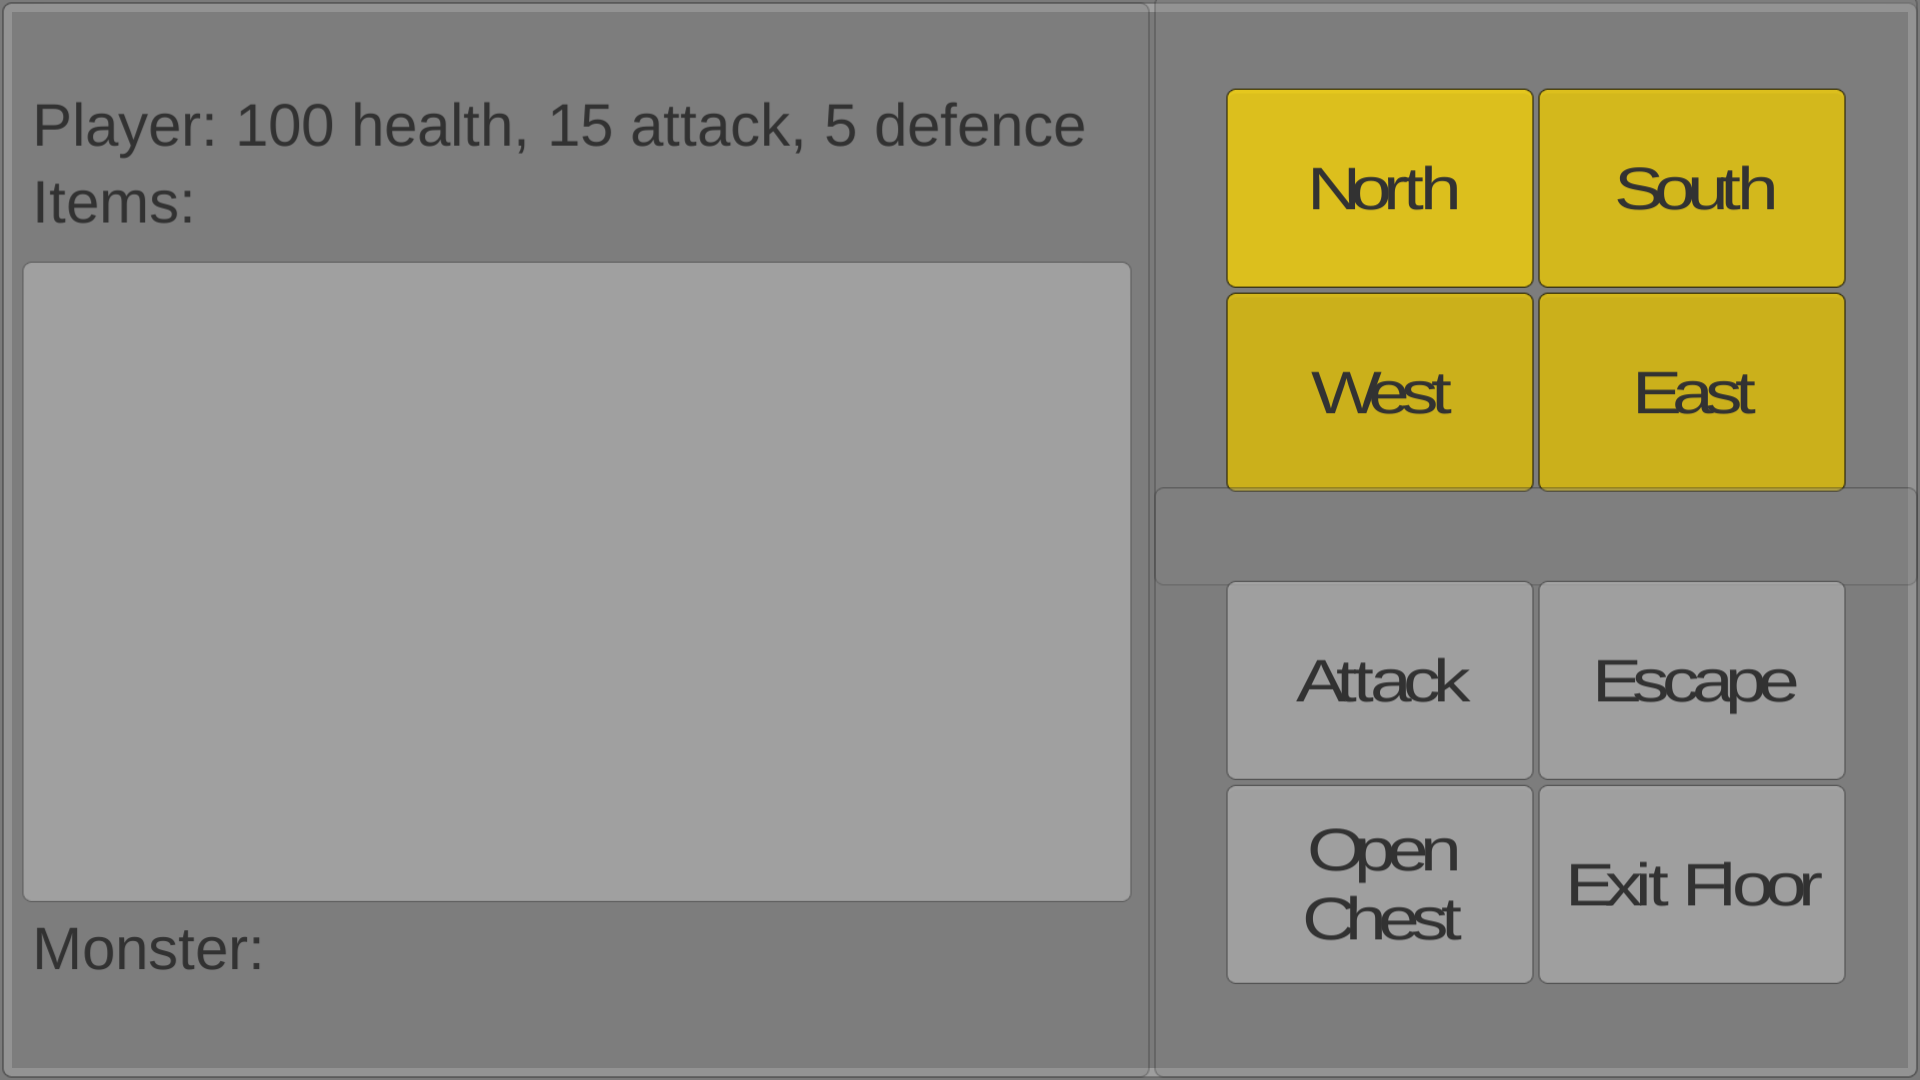 Player: 100 health, 15 attack, 5 defence
Items:
Monster:
North
South
West
East
Attack
Escape
Open
Chest
Exit Floor